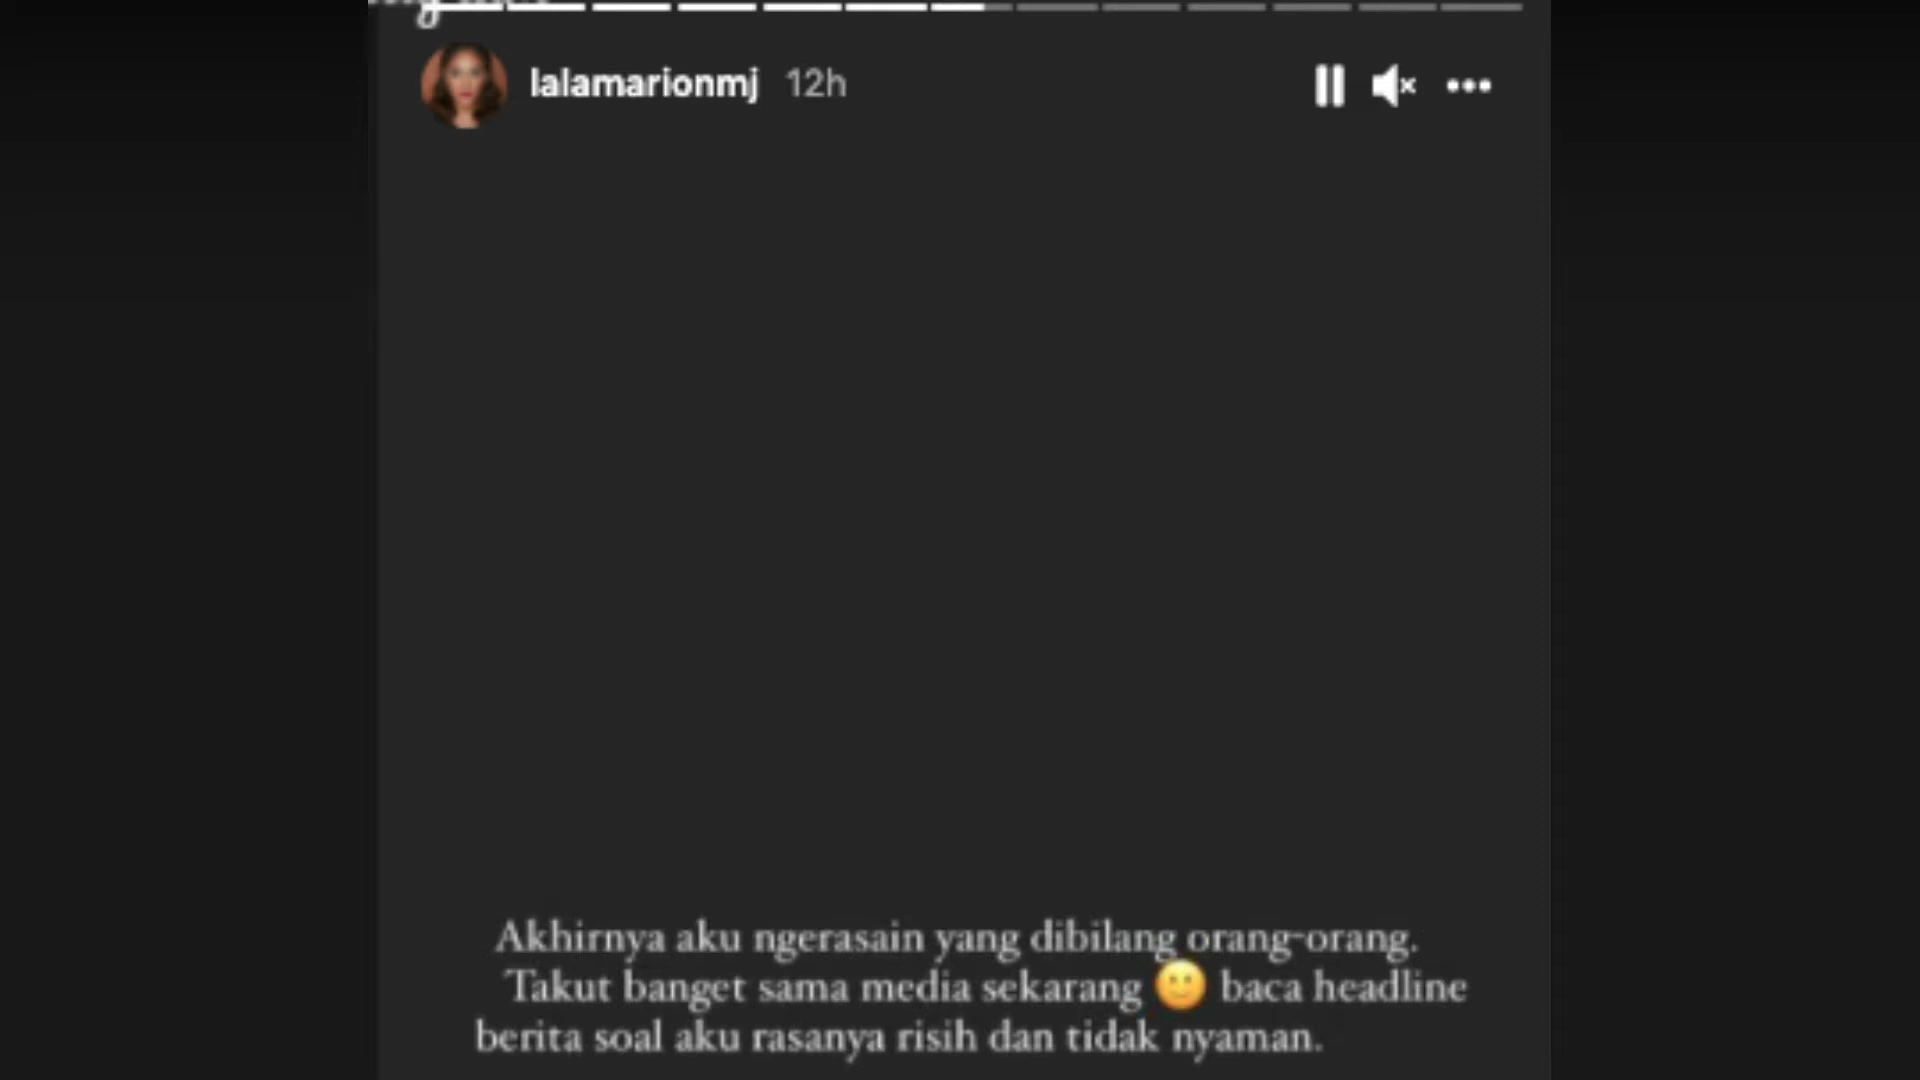 lalamarionmj 12h
Akhirnya aku ngerasain yang dibilang orang-orang.
Takut banget sama media sekarang 🙂 baca headline
berita soal aku rasanya risih dan tidak nyaman.